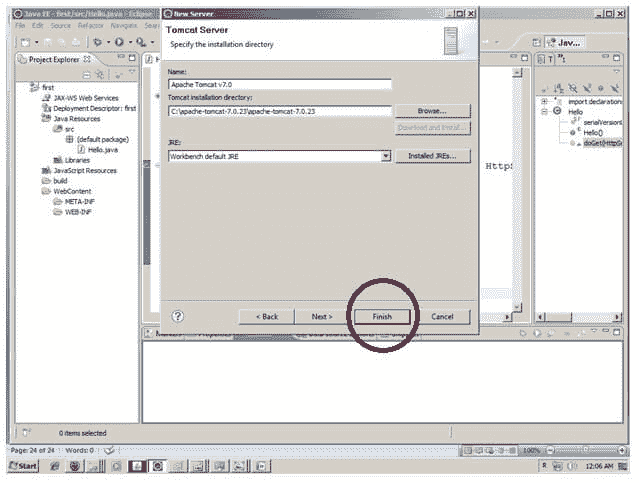 Java EE - first/src/Hello.java - Eclipse
File Edit Source Refactor Navigate
New Server
Tomcat Server
Specify the installation directory
Name:
Apache Tomcat v7.0
Tomcat installation directory:
C:\apache-tomcat-7.0.23\apache-tomcat-7.0.23
Browse...
Download and Install...
JRE:
Workbench default JRE
Installed JREs...
< Back
Next >
Finish
Cancel
Project Explorer
first
JAX-WS Web Services
Deployment Descriptor: first
Java Resources
src
(default package)
Hello.java
Libraries
JavaScript Resources
build
WebContent
META-INF
WEB-INF
Jav...
import declarations
Hello
serialVersion
Hello()
doGet(HttpSe
HttpS
Markers
0 items selected
Page: 24 of 24
Words: 0
100%
Start
12:06 AM